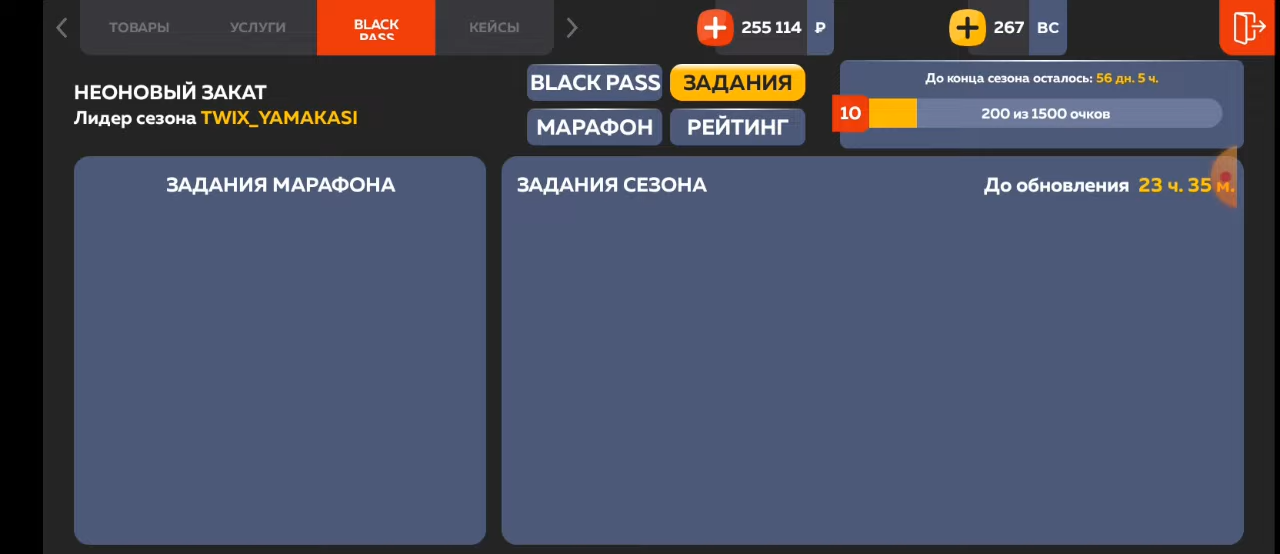 ТОВАРЫ
УСЛУГИ
BLACK
PASS
КЕЙСЫ
255 114 ₽
267 BC
НЕОНОВЫЙ ЗАКАТ
Лидер сезона TWIX_YAMAKASI
BLACK PASS
ЗАДАНИЯ
МАРАФОН
РЕЙТИНГ
До конца сезона осталось: 56 дн. 5 ч.
10
200 из 1500 очков
ЗАДАНИЯ МАРАФОНА
ЗАДАНИЯ СЕЗОНА
До обновления 23 ч. 35 м.